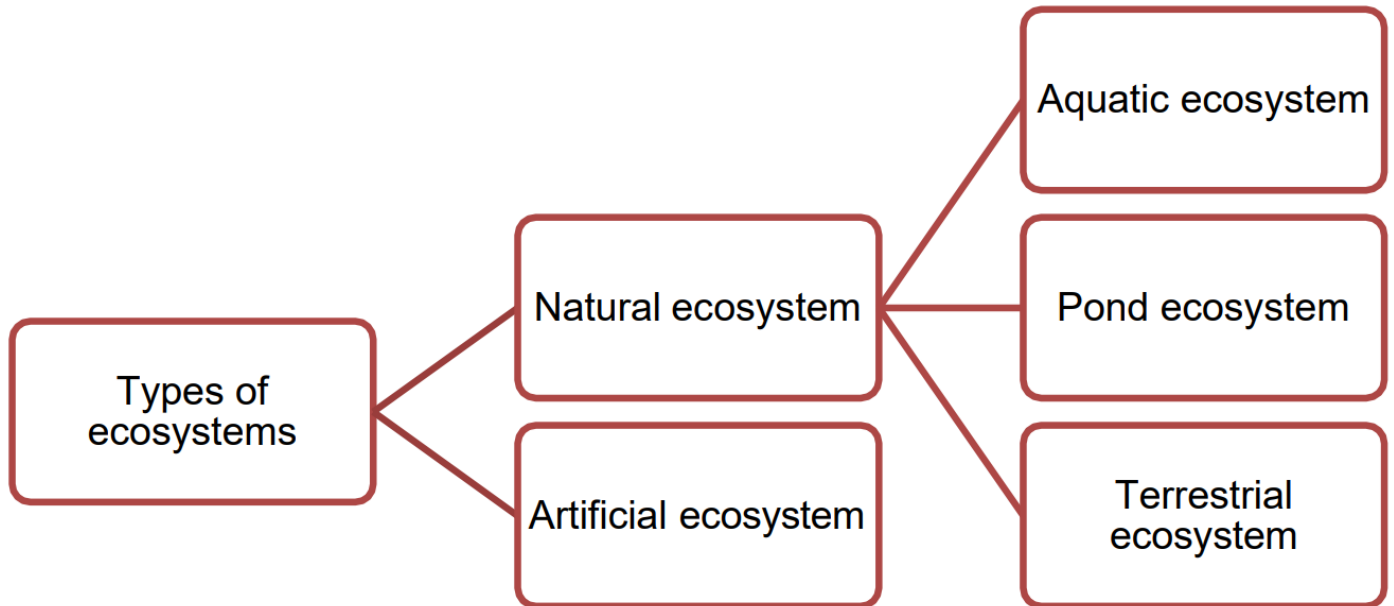 Types of
ecosystems
Natural ecosystem
Artificial ecosystem
Aquatic ecosystem
Pond ecosystem
Terrestrial
ecosystem